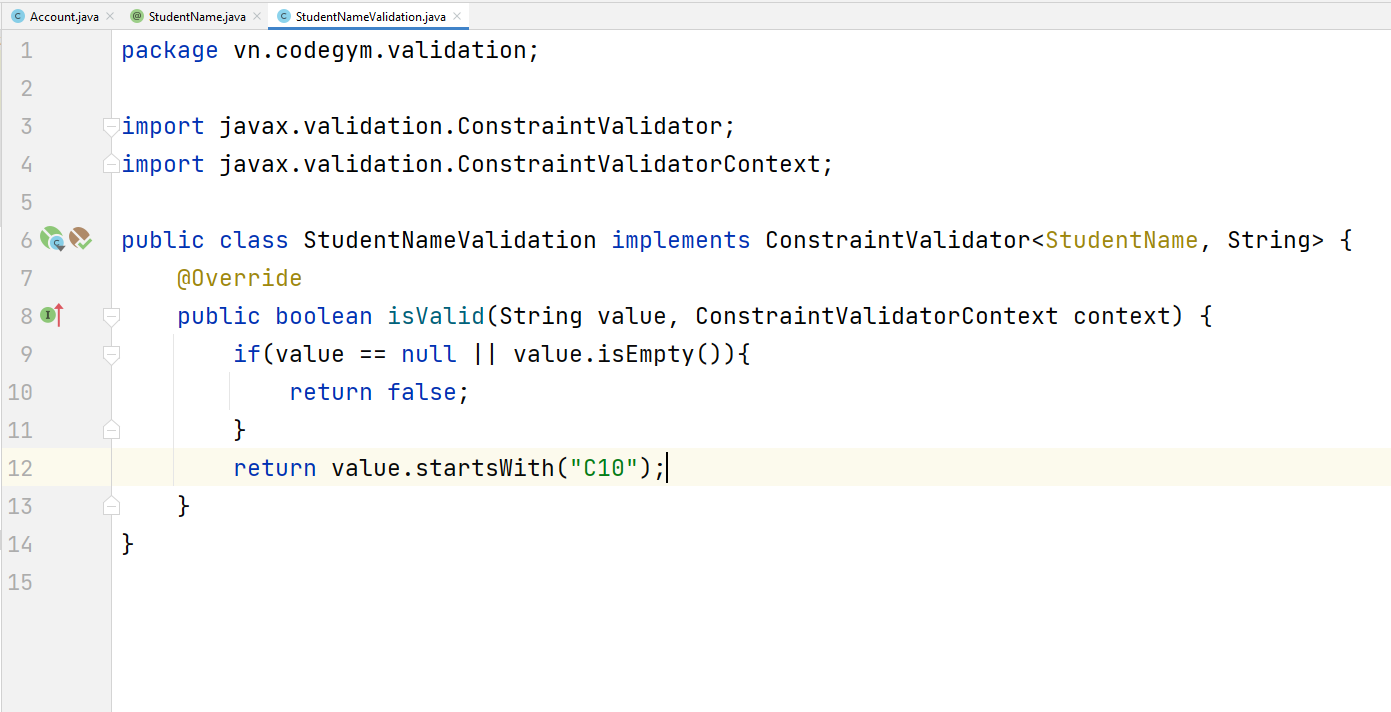 Account.java StudentName.java StudentNameValidation.java
1 package vn.codegym.validation;
2
3 import javax.validation.ConstraintValidator;
4 import javax.validation.ConstraintValidatorContext;
5
6 public class StudentNameValidation implements ConstraintValidator<StudentName, String> {
7 @Override
8 public boolean isValid(String value, ConstraintValidatorContext context) {
9 if(value == null || value.isEmpty()){
10 return false;
11 }
12 return value.startsWith("C10");
13 }
14 }
15